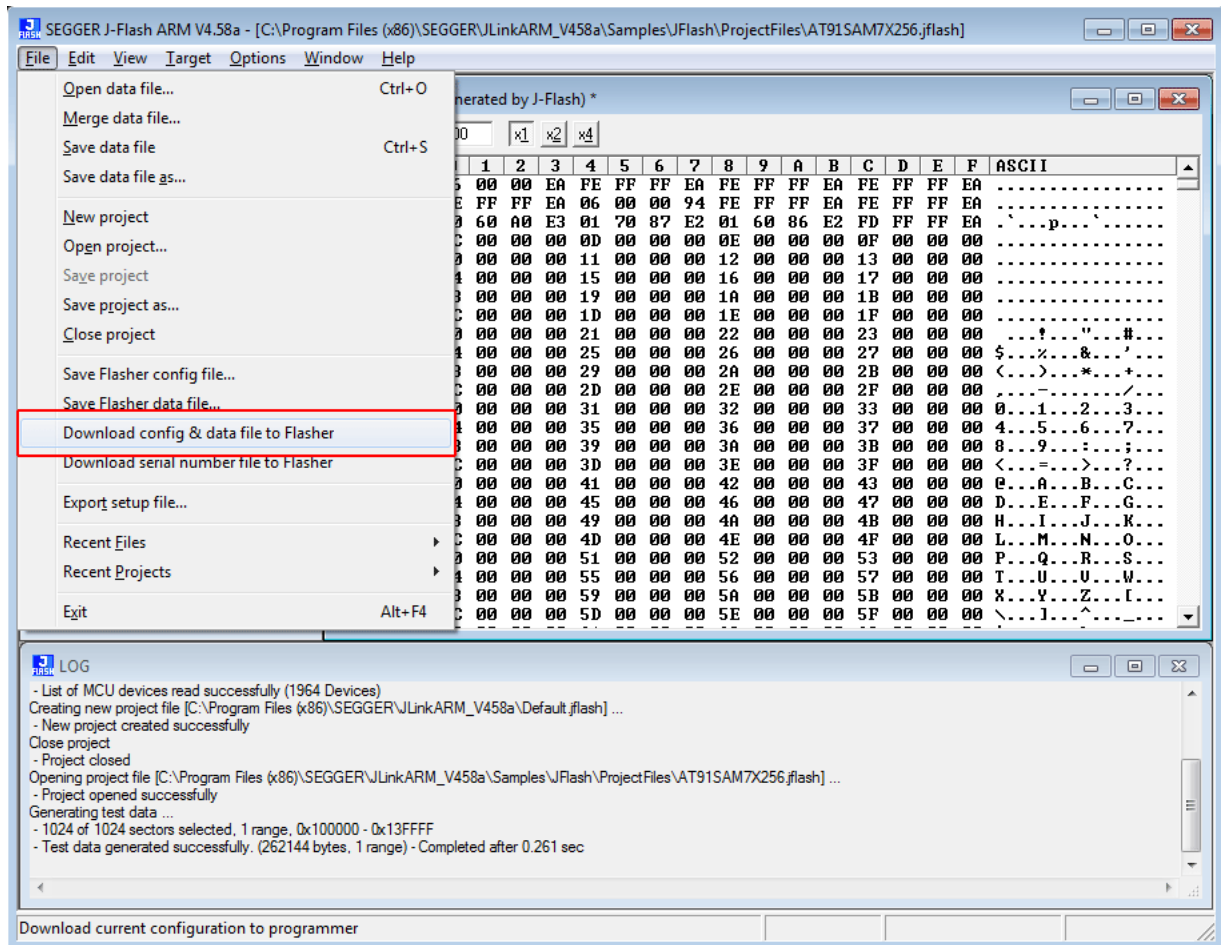 SEGGER J-Flash ARM V4.58a - [C:\Program Files (x86)\SEGGER\JLinkARM_V458a\Samples\JFlash\ProjectFiles\AT91SAM7X256.jflash]
File Edit View Target Options Window Help
Open data file... Ctrl+O
Merge data file...
Save data file Ctrl+S
Save data file as...
New project
Open project...
Save project
Save project as...
Close project
Save Flasher config file...
Save Flasher data file...
Download config & data file to Flasher
Download serial number file to Flasher
Export setup file...
Recent Files
Recent Projects
Exit Alt+F4
nerated by J-Flash) *
x1 x2 x4
1 2 3 4 5 6 7 8 9 A B C D E F ASCII
00 00 EA FE FF FF EA FE FF FF EA FE FF FF EA ................
FF FF EA 06 00 00 94 FE FF FF EA FE FF FF EA ................
60 A0 E3 01 70 87 E2 01 60 86 E2 FD FF FF EA .`...p...`......
00 00 00 0D 00 00 00 0E 00 00 00 0F 00 00 00 ................
00 00 00 11 00 00 00 12 00 00 00 13 00 00 00 ................
00 00 00 15 00 00 00 16 00 00 00 17 00 00 00 ................
00 00 00 19 00 00 00 1A 00 00 00 1B 00 00 00 ................
00 00 00 1D 00 00 00 1E 00 00 00 1F 00 00 00 ................
00 00 00 21 00 00 00 22 00 00 00 23 00 00 00  ...!..."...#...
00 00 00 25 00 00 00 26 00 00 00 27 00 00 00 $...%...&...'...
00 00 00 29 00 00 00 2A 00 00 00 2B 00 00 00 (...)...*...+...
00 00 00 2D 00 00 00 2E 00 00 00 2F 00 00 00 ,...-......./...
00 00 00 31 00 00 00 32 00 00 00 33 00 00 00 0...1...2...3...
00 00 00 35 00 00 00 36 00 00 00 37 00 00 00 4...5...6...7...
00 00 00 39 00 00 00 3A 00 00 00 3B 00 00 00 8...9...:...;...
00 00 00 3D 00 00 00 3E 00 00 00 3F 00 00 00 <...=...>...?...
00 00 00 41 00 00 00 42 00 00 00 43 00 00 00 @...A...B...C...
00 00 00 45 00 00 00 46 00 00 00 47 00 00 00 D...E...F...G...
00 00 00 49 00 00 00 4A 00 00 00 4B 00 00 00 H...I...J...K...
00 00 00 4D 00 00 00 4E 00 00 00 4F 00 00 00 L...M...N...O...
00 00 00 51 00 00 00 52 00 00 00 53 00 00 00 P...Q...R...S...
00 00 00 55 00 00 00 56 00 00 00 57 00 00 00 T...U...V...W...
00 00 00 59 00 00 00 5A 00 00 00 5B 00 00 00 X...Y...Z...[...
00 00 00 5D 00 00 00 5E 00 00 00 5F 00 00 00 \...]...^..._...
LOG
- List of MCU devices read successfully (1964 Devices)
Creating new project file [C:\Program Files (x86)\SEGGER\JLinkARM_V458a\Default.jflash] ...
- New project created successfully
Close project
- Project closed
Opening project file [C:\Program Files (x86)\SEGGER\JLinkARM_V458a\Samples\JFlash\ProjectFiles\AT91SAM7X256.jflash] ...
- Project opened successfully
Generating test data ...
- 1024 of 1024 sectors selected, 1 range, 0x100000 - 0x13FFFF
- Test data generated successfully. (262144 bytes, 1 range) - Completed after 0.261 sec
Download current configuration to programmer